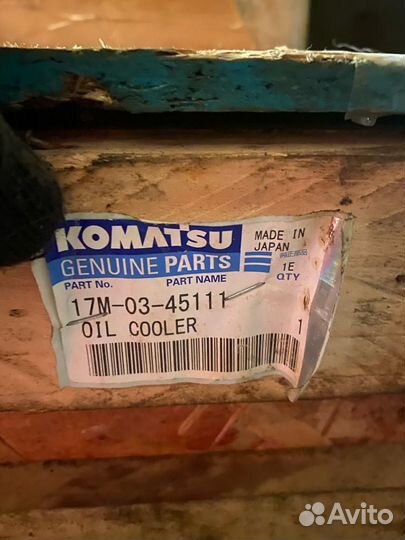 KOMATSU
MADE IN
JAPAN
GENUINE PARTS
1E
QTY
PART No. PART NAME
17M-03-45111
OIL COOLER 1
Avito